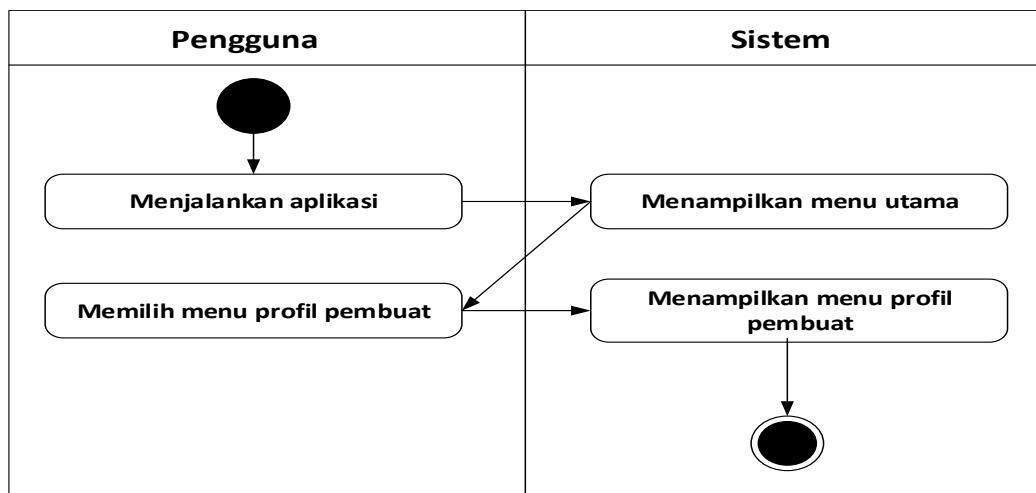 Pengguna
Sistem
Menjalankan aplikasi
Menampilkan menu utama
Memilih menu profil pembuat
Menampilkan menu profil
pembuat